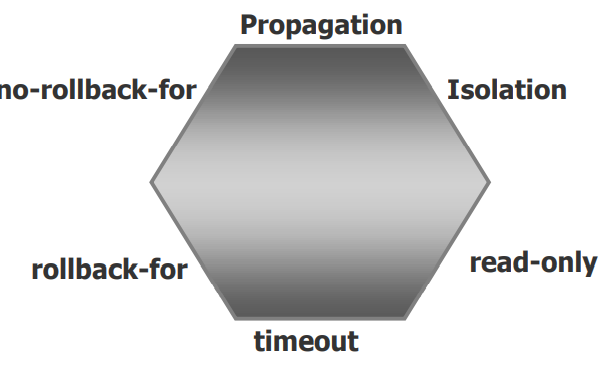 Propagation
no-rollback-for
Isolation
rollback-for
read-only
timeout